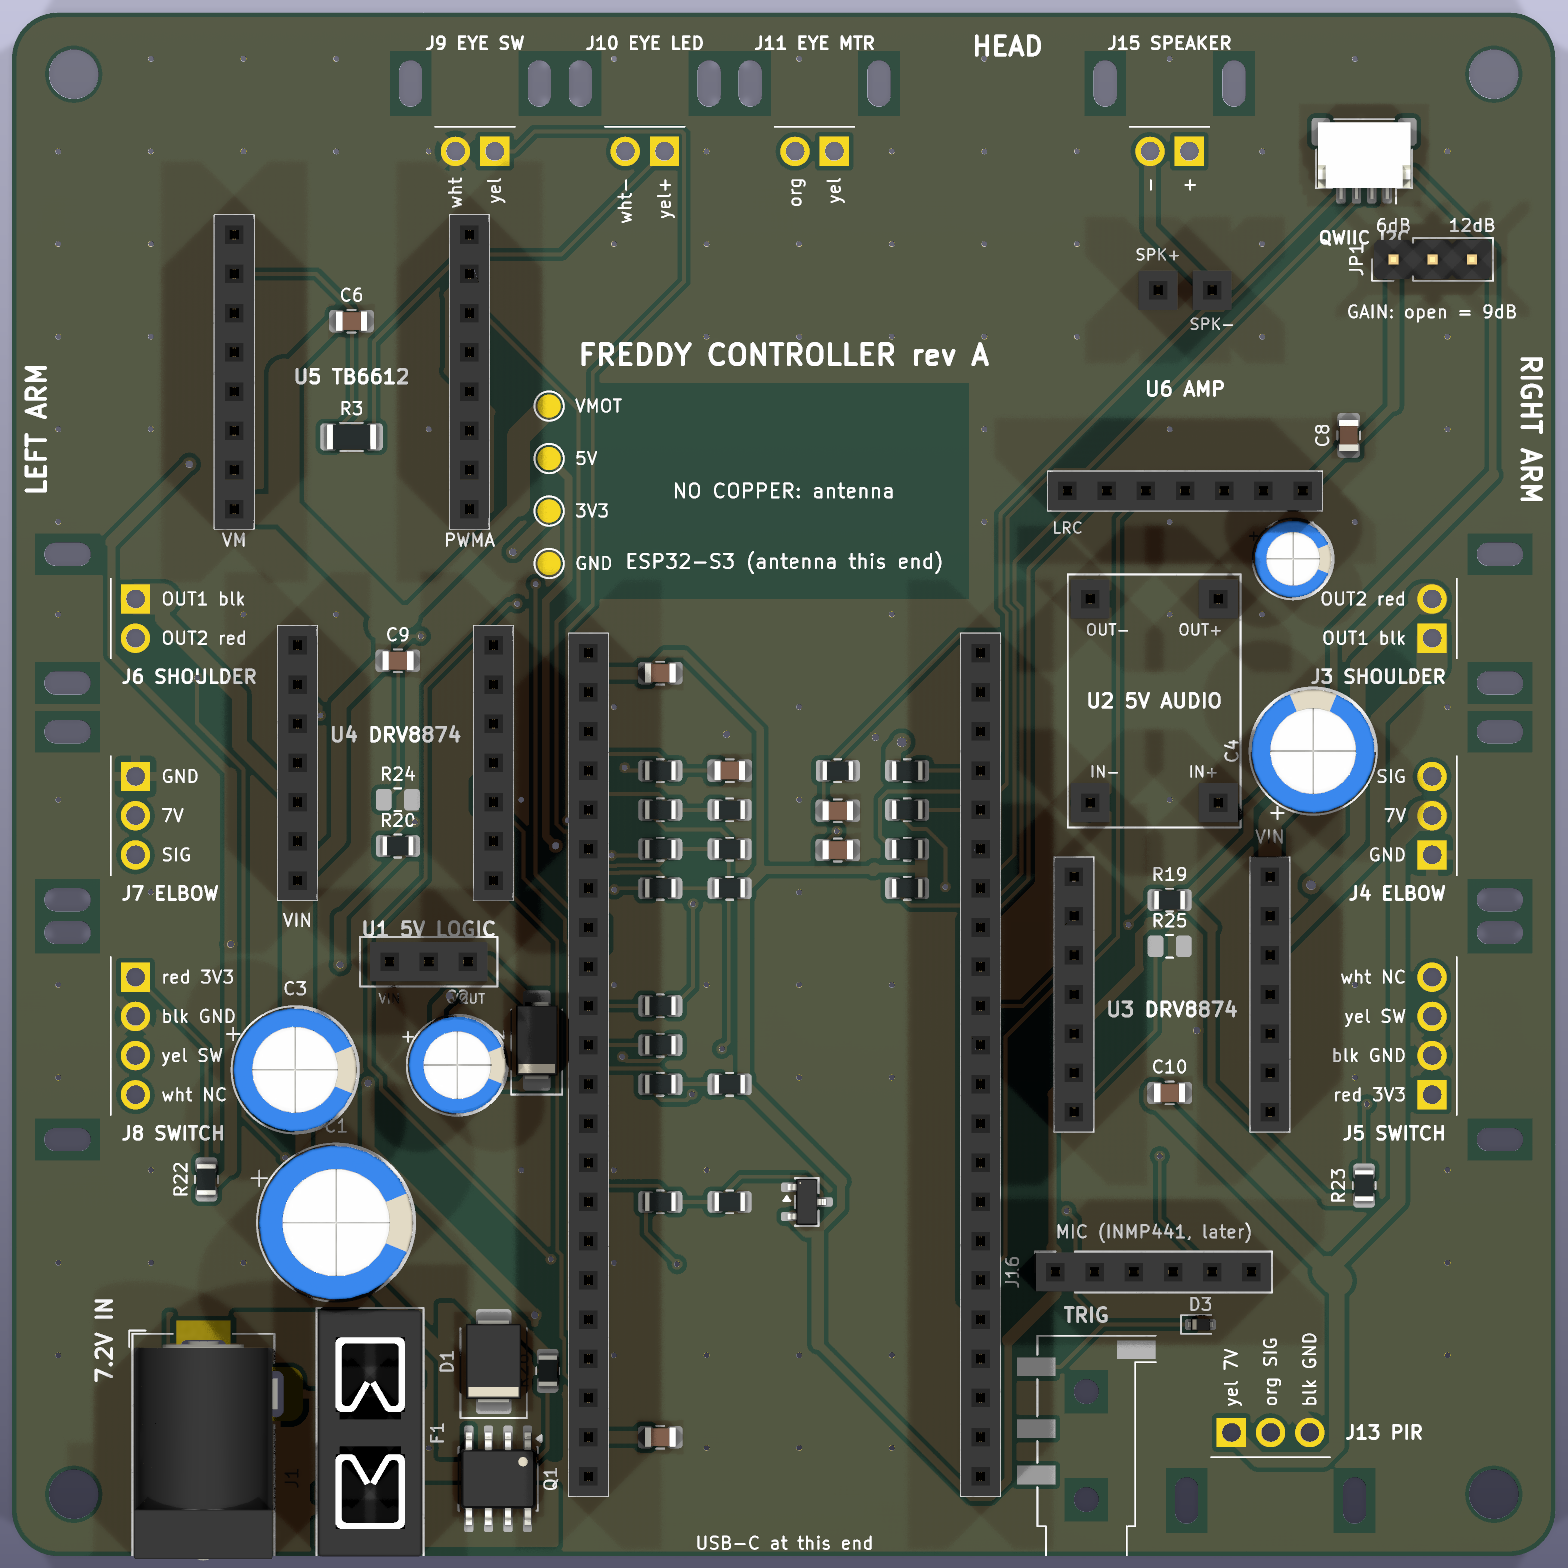 J9 EYE SW
J10 EYE LED
J11 EYE MTR
HEAD
J15 SPEAKER
wht
yel
wht-
yel+
org
yel
-
+
6dB
12dB
QWIIC I2C
JP1
SPK+
SPK-
GAIN: open = 9dB
C6
U5 TB6612
R3
VM
PWMA
FREDDY CONTROLLER rev A
VMOT
5V
3V3
GND
NO COPPER: antenna
ESP32-S3 (antenna this end)
U6 AMP
C8
LRC
LEFT ARM
RIGHT ARM
OUT1 blk
OUT2 red
J6 SHOULDER
C9
U4 DRV8874
R24
R20
VIN
OUT-
OUT+
U2 5V AUDIO
IN-
IN+
C4
+
VIN
OUT2 red
OUT1 blk
J3 SHOULDER
GND
7V
SIG
J7 ELBOW
SIG
7V
GND
J4 ELBOW
U1 5V LOGIC
R19
R25
U3 DRV8874
C10
red 3V3
blk GND
yel SW
wht NC
J8 SWITCH
C3
+
+
C1
+
R22
wht NC
yel SW
blk GND
red 3V3
J5 SWITCH
R23
MIC (INMP441, later)
J16
TRIG
D3
7.2V IN
J1
F1
D1
Q1
yel 7V
org SIG
blk GND
J13 PIR
USB-C at this end